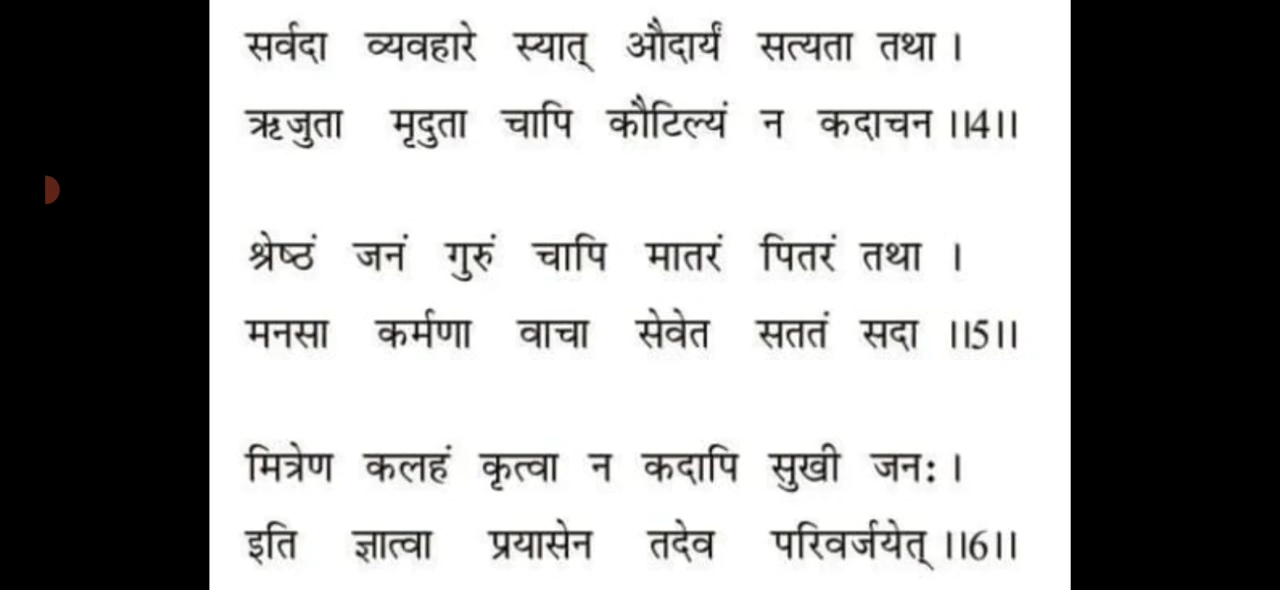 सर्वदा व्यवहारे स्यात् औदार्यं सत्यता तथा ।
ऋजुता मृदुता चापि कौटिल्यं न कदाचन ।।4।।
श्रेष्ठं जनं गुरुं चापि मातरं पितरं तथा ।
मनसा कर्मणा वाचा सेवेत सततं सदा ।।5।।
मित्रेण कलहं कृत्वा न कदापि सुखी जनः ।
इति ज्ञात्वा प्रयासेन तदेव परिवर्जयेत् ।।6।।